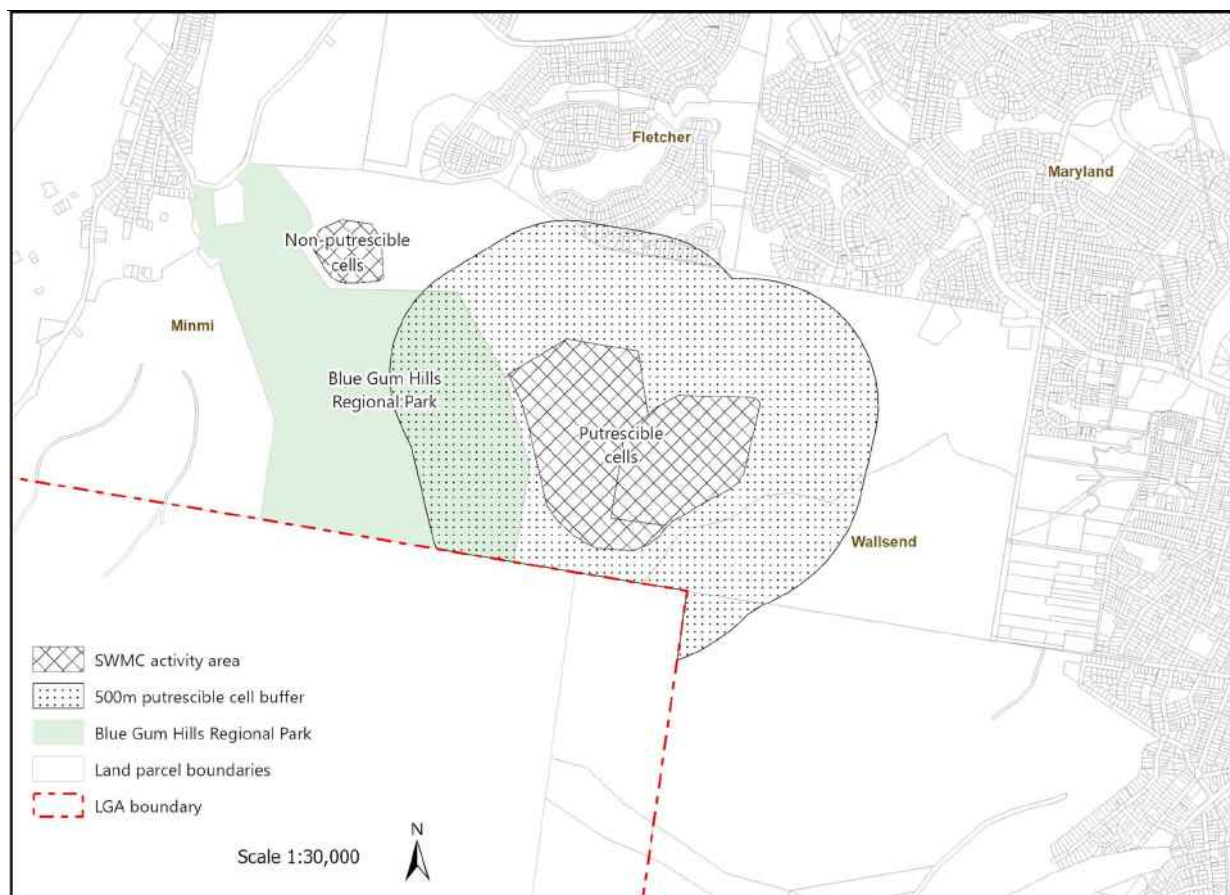 Fletcher
Maryland
Non-putrescible
cells
Minmi
Blue Gum Hills
Regional Park
Putrescible
cells
Wallsend
SWMC activity area
500m putrescible cell buffer
Blue Gum Hills Regional Park
Land parcel boundaries
LGA boundary
N
Scale 1:30,000